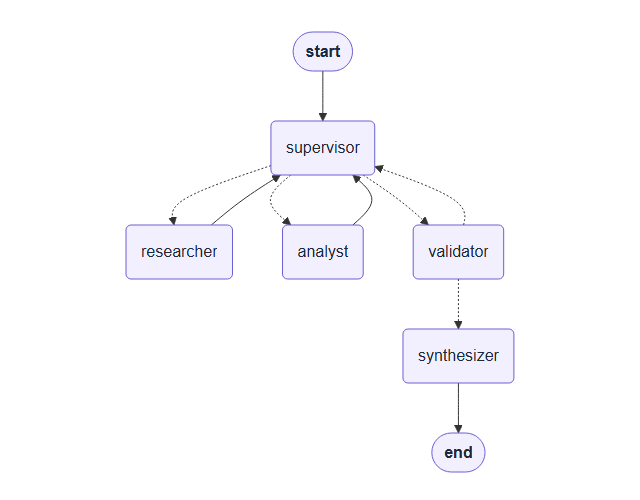 start
supervisor
researcher
analyst
validator
synthesizer
end